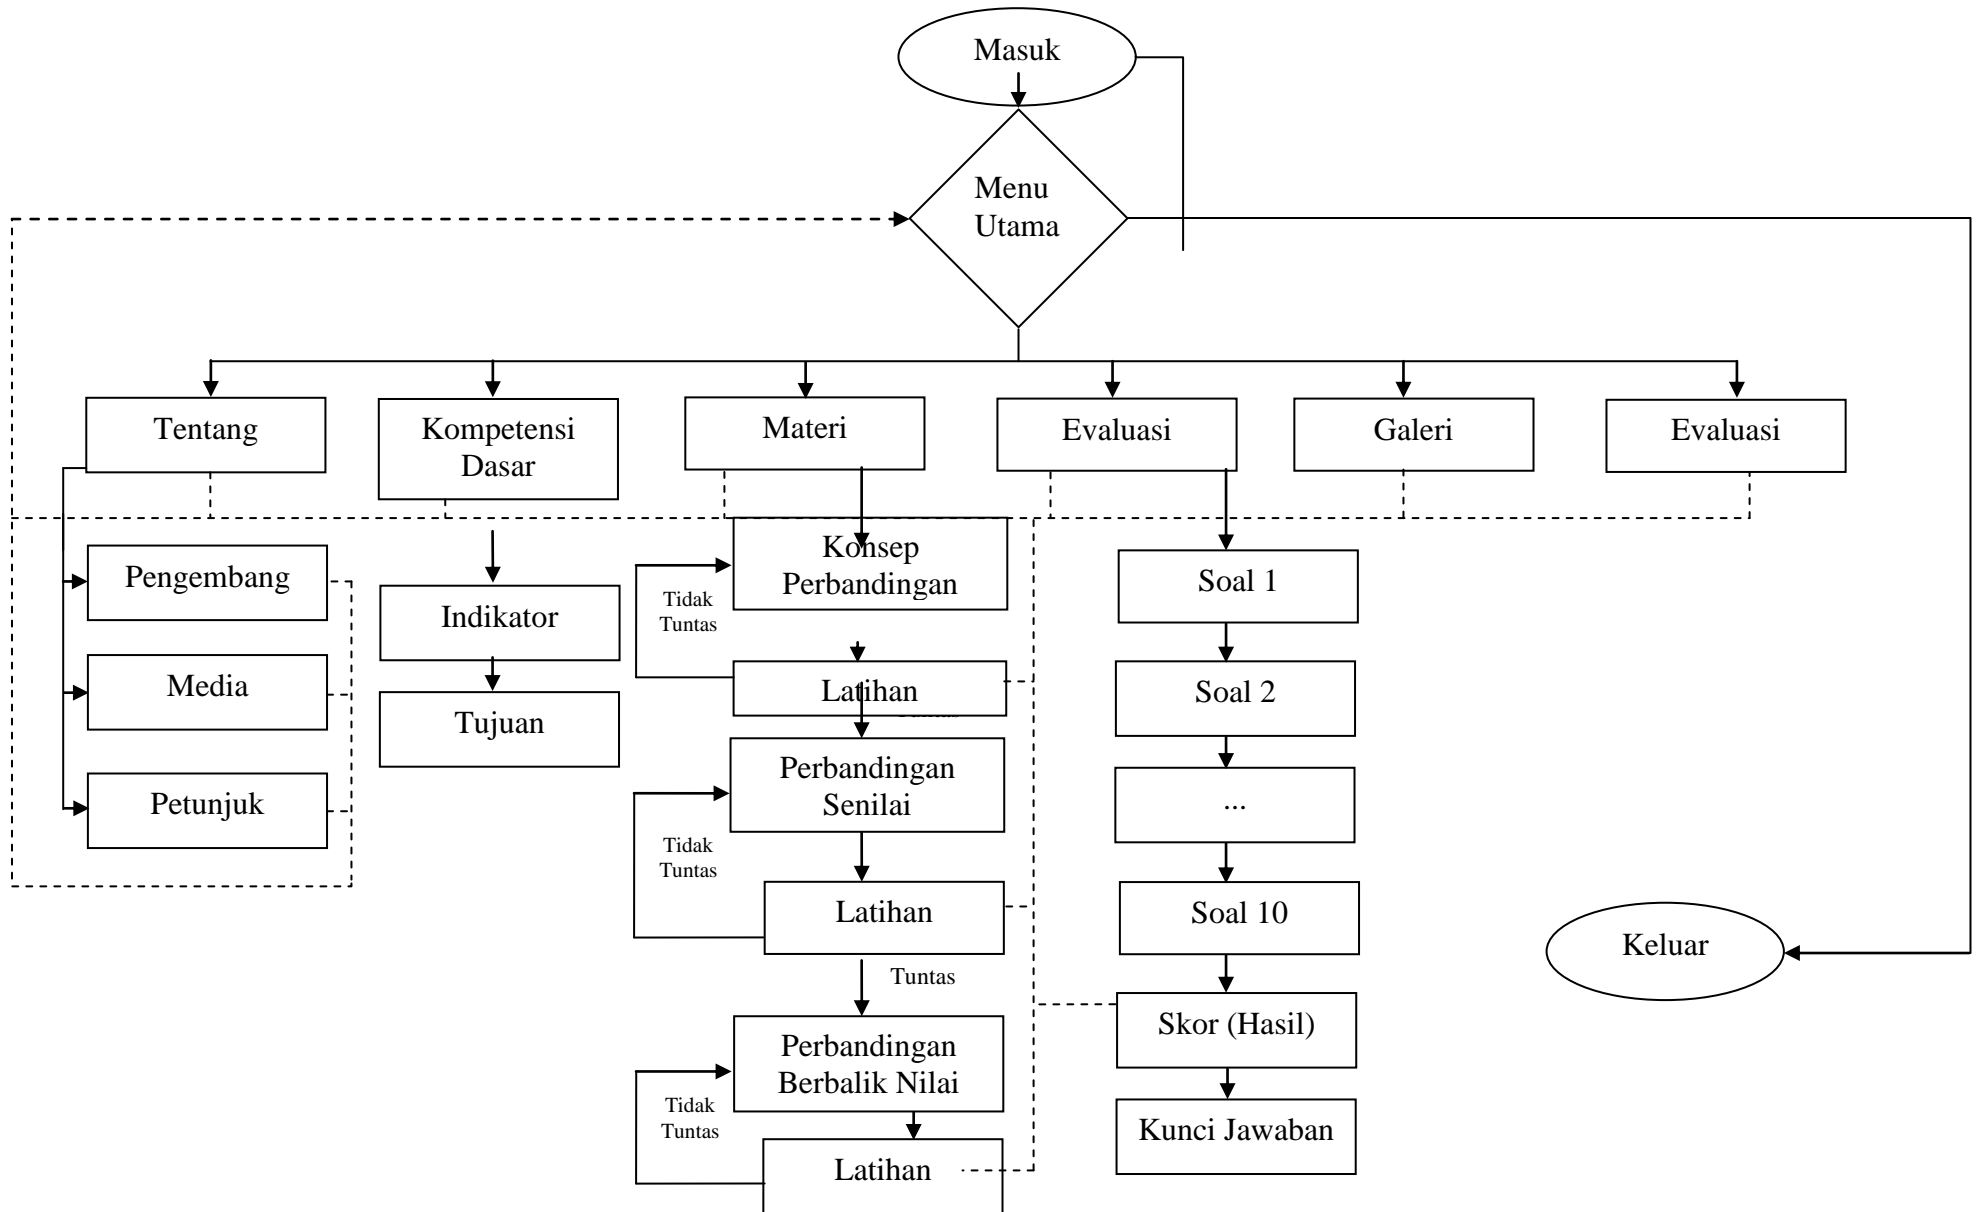 Masuk
Menu
Utama
Tentang
Kompetensi
Dasar
Materi
Evaluasi
Galeri
Evaluasi
Pengembang
Media
Petunjuk
Indikator
Tujuan
Konsep
Perbandingan
Tidak
Tuntas
Latihan
Perbandingan
Senilai
Tidak
Tuntas
Latihan
Tuntas
Perbandingan
Berbalik Nilai
Tidak
Tuntas
Latihan
Soal 1
Soal 2
...
Soal 10
Skor (Hasil)
Kunci Jawaban
Keluar